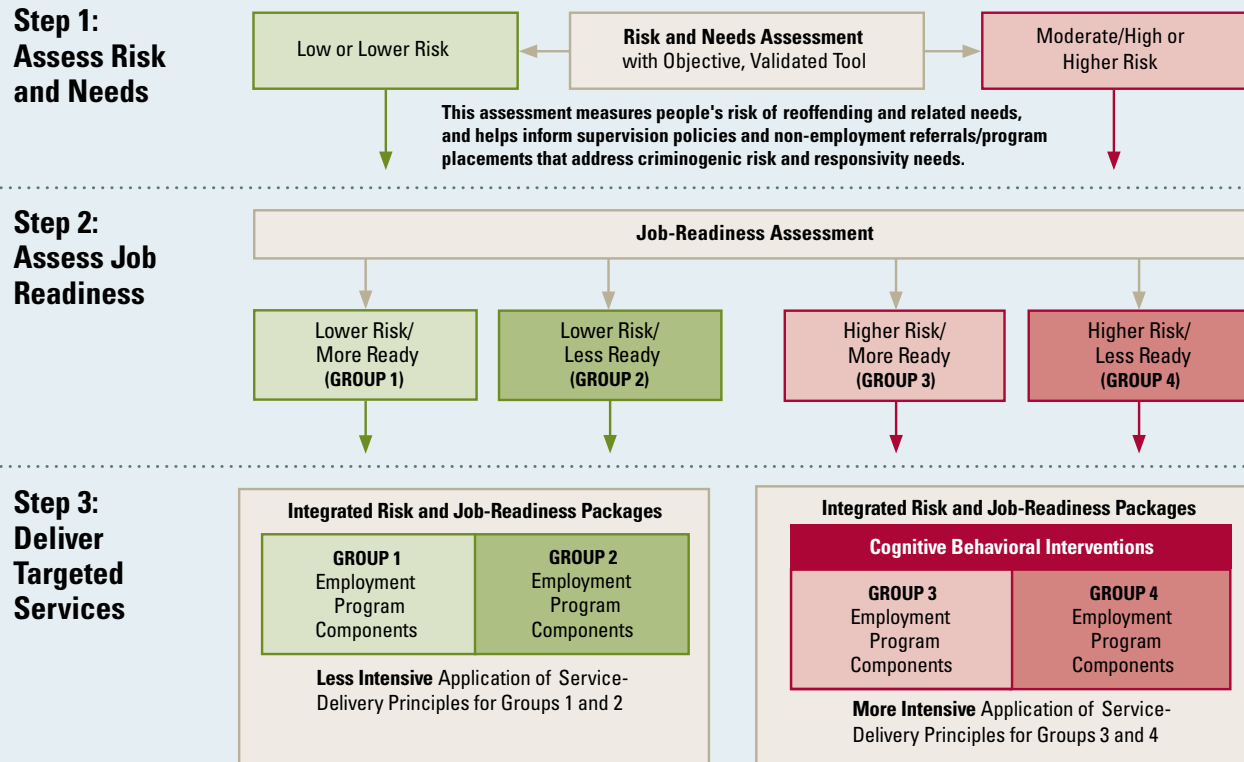 Step 1:
Assess Risk
and Needs
Low or Lower Risk
Risk and Needs Assessment
with Objective, Validated Tool
Moderate/High or
Higher Risk
This assessment measures people's risk of reoffending and related needs,
and helps inform supervision policies and non-employment referrals/program
placements that address criminogenic risk and responsivity needs.
Step 2:
Assess Job
Readiness
Job-Readiness Assessment
Lower Risk/
More Ready
(GROUP 1)
Lower Risk/
Less Ready
(GROUP 2)
Higher Risk/
More Ready
(GROUP 3)
Higher Risk/
Less Ready
(GROUP 4)
Step 3:
Deliver
Targeted
Services
Integrated Risk and Job-Readiness Packages
GROUP 1
Employment
Program
Components
GROUP 2
Employment
Program
Components
Less Intensive Application of Service-
Delivery Principles for Groups 1 and 2
Integrated Risk and Job-Readiness Packages
Cognitive Behavioral Interventions
GROUP 3
Employment
Program
Components
GROUP 4
Employment
Program
Components
More Intensive Application of Service-
Delivery Principles for Groups 3 and 4